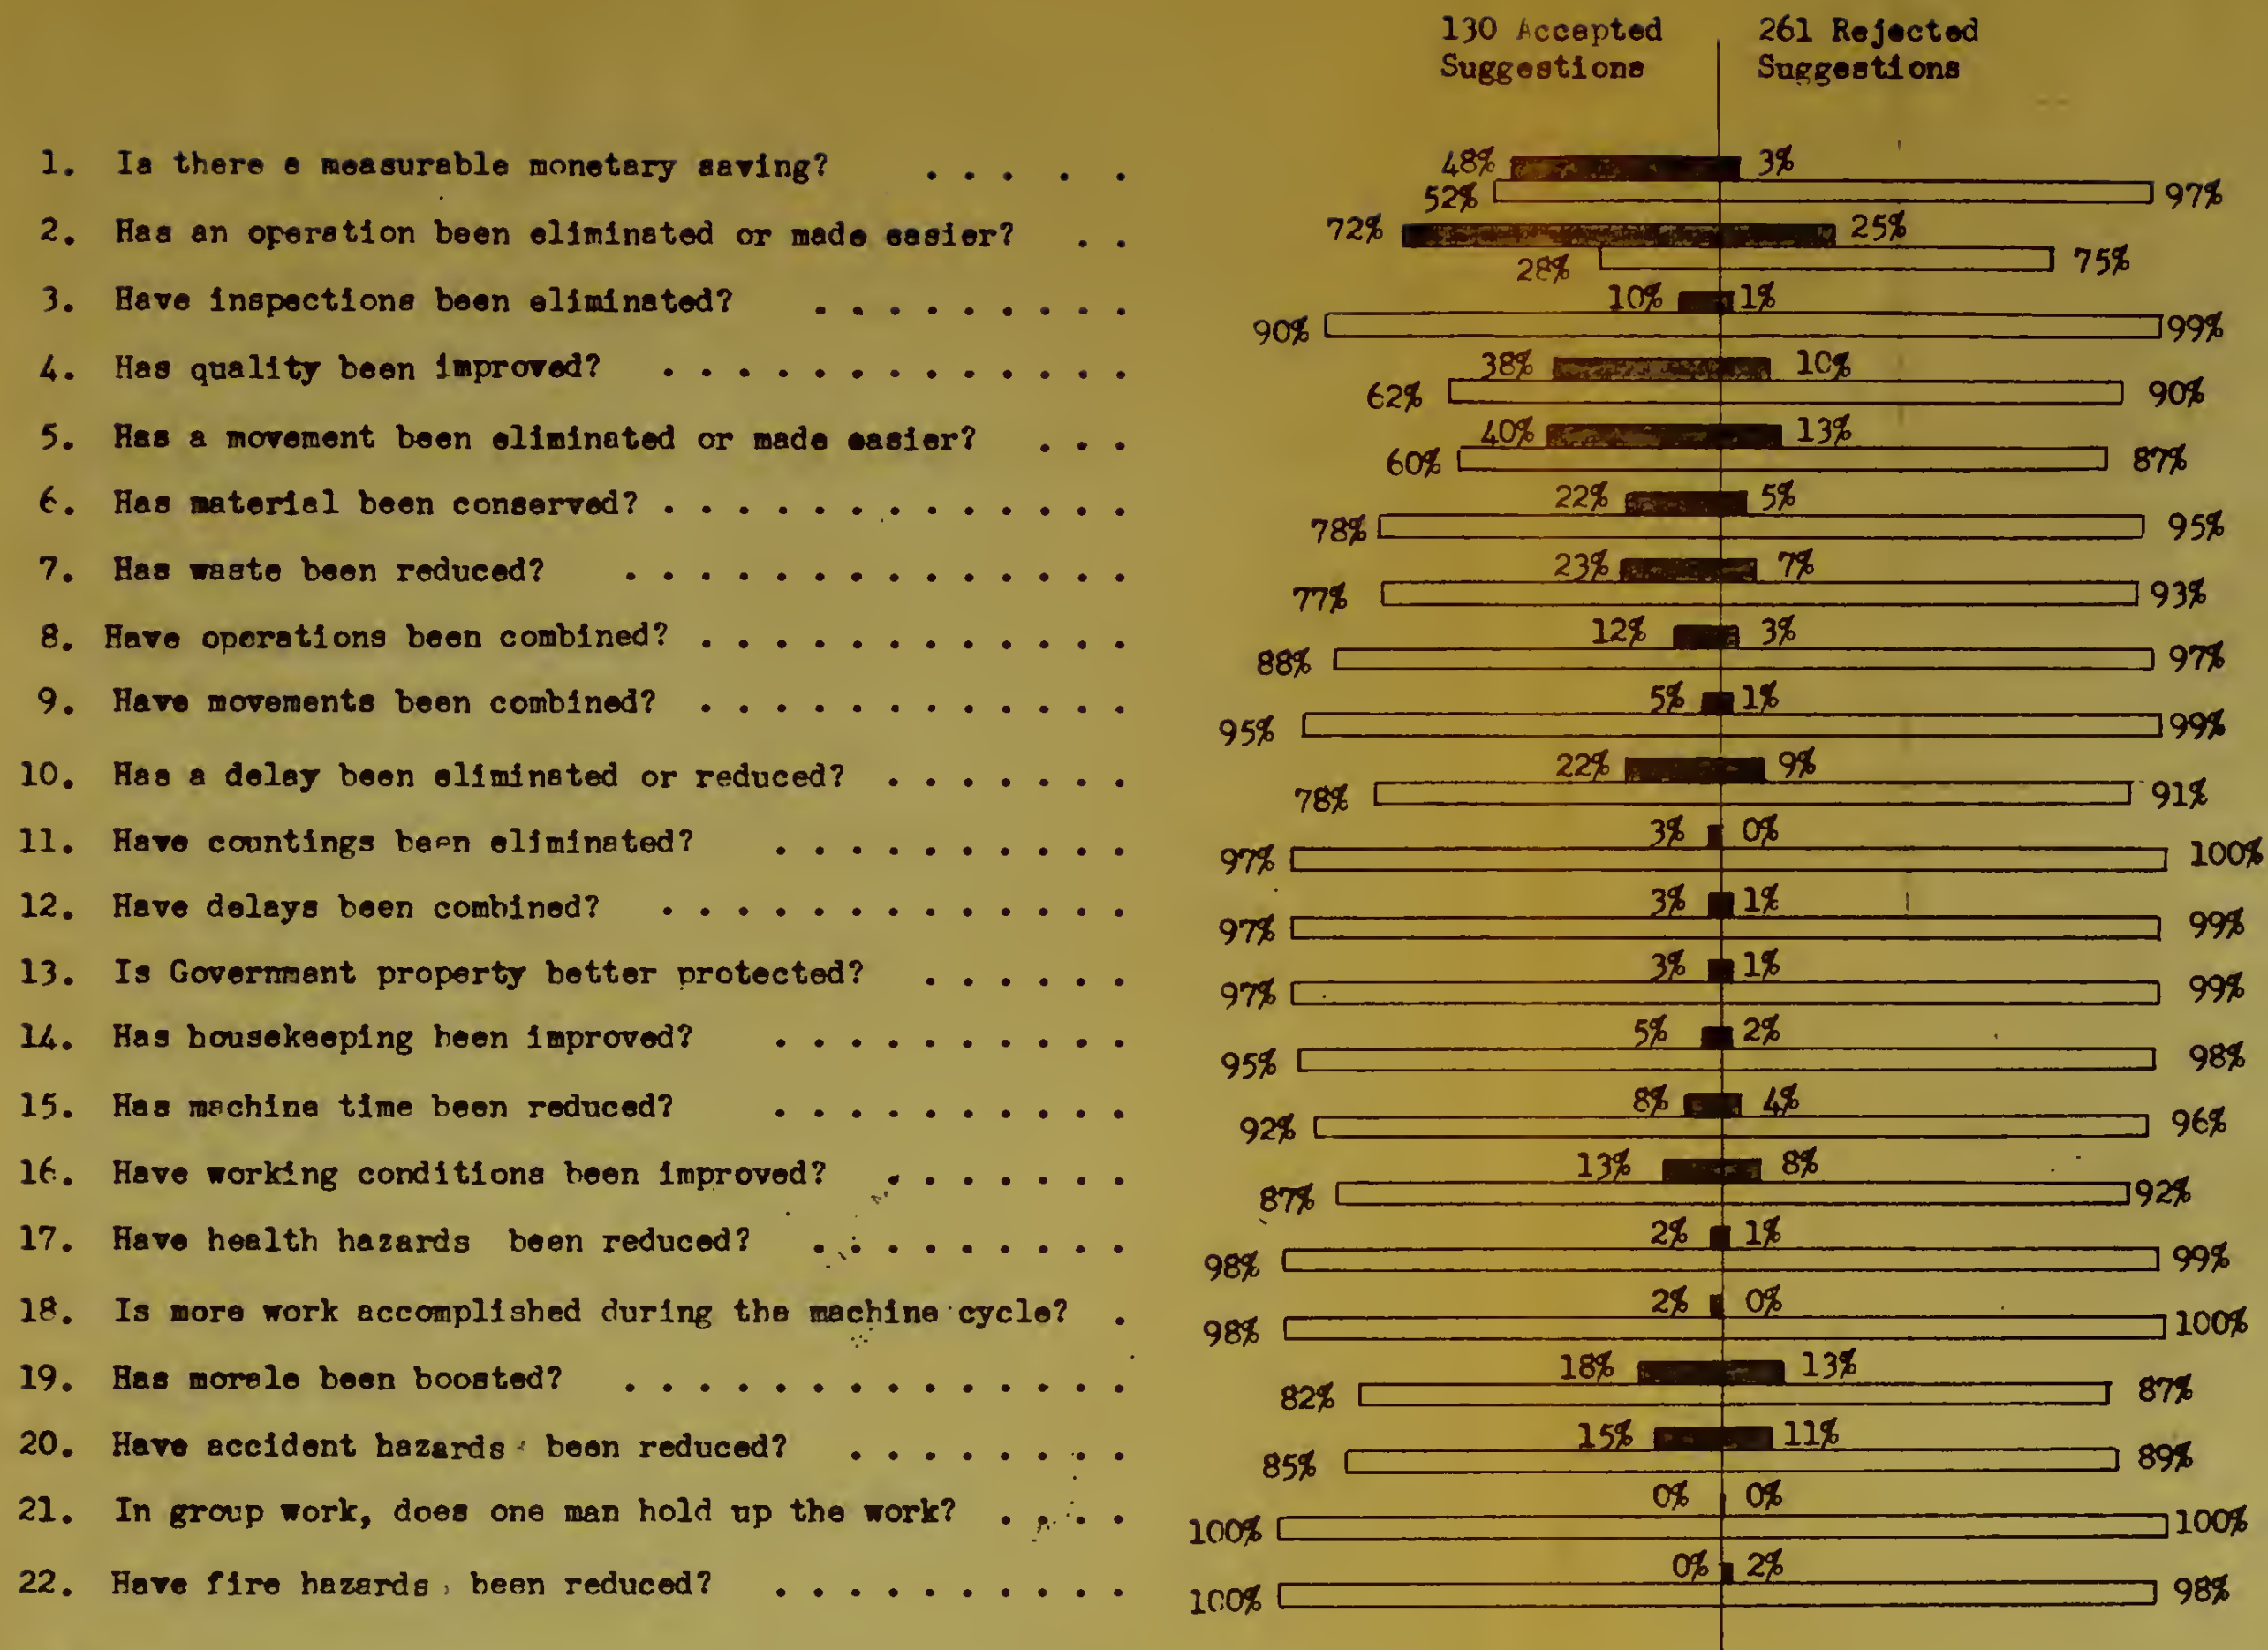 130 Accepted 261 Rejected
Suggestions Suggestions
1. Is there a measurable monetary saving? . . . . . 48% 3%
52% 97%
2. Has an operation been eliminated or made easier? . . 72% 25%
28% 75%
3. Have inspections been eliminated? . . . . . . . . . 10% 1%
90% 99%
4. Has quality been improved? . . . . . . . . . . . . . 38% 10%
62% 90%
5. Has a movement been eliminated or made easier? . . . 40% 13%
60% 87%
6. Has material been conserved? . . . . . . . . . . . . . 22% 5%
78% 95%
7. Has waste been reduced? . . . . . . . . . . . . . . 23% 7%
77% 93%
8. Have operations been combined? . . . . . . . . . . . . 12% 3%
88% 97%
9. Have movements been combined? . . . . . . . . . . . . 5% 1%
95% 99%
10. Has a delay been eliminated or reduced? . . . . . . . 22% 9%
78% 91%
11. Have countings been eliminated? . . . . . . . . . . 3% 0%
97% 100%
12. Have delays been combined? . . . . . . . . . . . . . 3% 1%
97% 99%
13. Is Government property better protected? . . . . . . 3% 1%
97% 99%
14. Has housekeeping been improved? . . . . . . . . . . 5% 2%
95% 98%
15. Has machine time been reduced? . . . . . . . . . . 8% 4%
92% 96%
16. Have working conditions been improved? . . . . . . . 13% 8%
87% 92%
17. Have health hazards been reduced? . . . . . . . . . 2% 1%
98% 99%
18. Is more work accomplished during the machine cycle? . 2% 0%
98% 100%
19. Has morale been boosted? . . . . . . . . . . . . . . 18% 13%
82% 87%
20. Have accident hazards been reduced? . . . . . . . . 15% 11%
85% 89%
21. In group work, does one man hold up the work? . . . . 0% 0%
100% 100%
22. Have fire hazards been reduced? . . . . . . . . . . 0% 2%
100% 98%